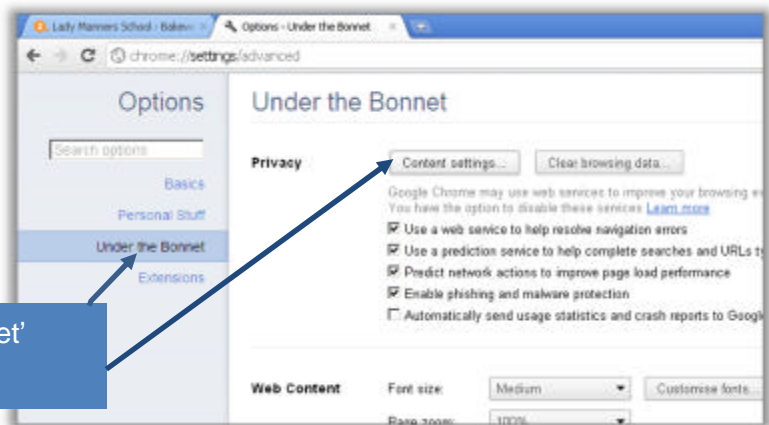 Lady Manners School - Bakew
Options - Under the Bonnet
chrome://settings/advanced
Options
Under the Bonnet
Search options
Privacy
Content settings...
Clear browsing data...
Basics
Google Chrome may use web services to improve your browsing
You have the option to disable these services Learn more
Personal Stuff
Use a web service to help resolve navigation errors
Under the Bonnet
Use a prediction service to help complete searches and URLs
Predict network actions to improve page load performance
Extensions
Enable phishing and malware protection
Automatically send usage statistics and crash reports to Google
et'
Web Content
Font size:
Medium
Customise fonts...
Page zoom:
100%